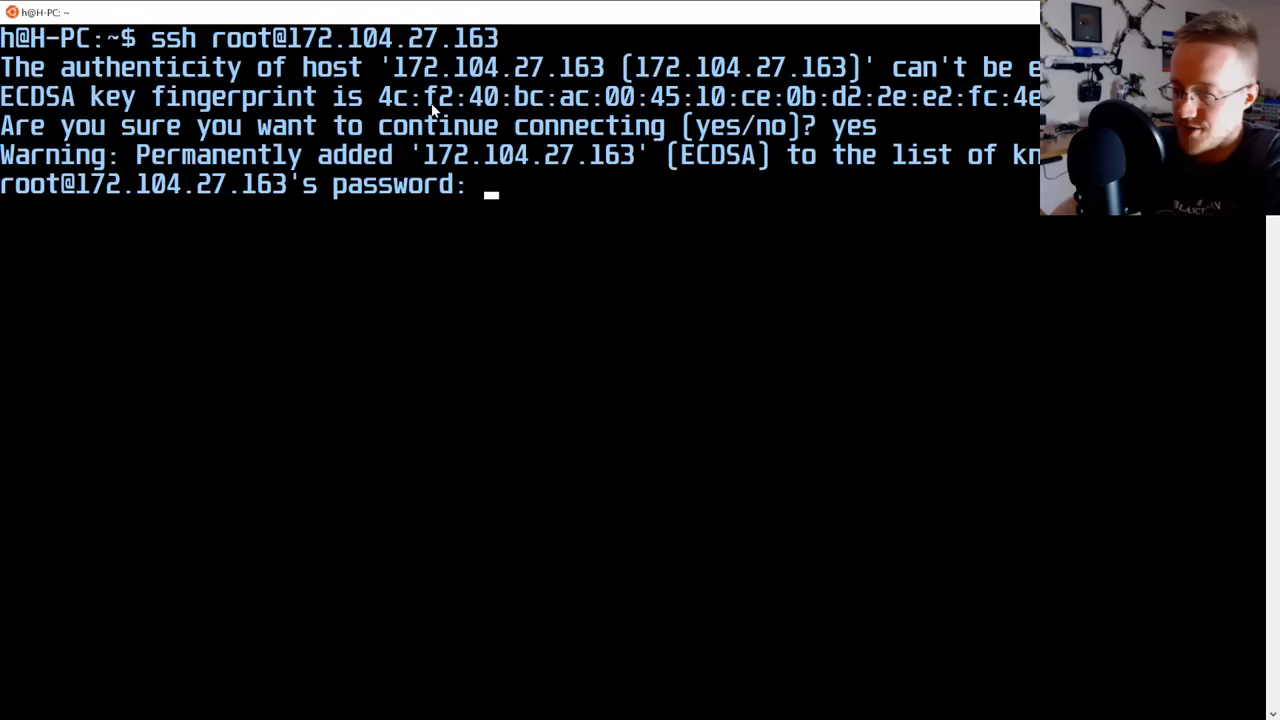 h@H-PC: ~
h@H-PC:~$ ssh root@172.104.27.163
The authenticity of host '172.104.27.163 (172.104.27.163)' can't be e
ECDSA key fingerprint is 4c:f2:40:bc:ac:00:45:10:ce:0b:d2:2e:e2:fc:4e
Are you sure you want to continue connecting (yes/no)? yes
Warning: Permanently added '172.104.27.163' (ECDSA) to the list of kn
root@172.104.27.163's password: